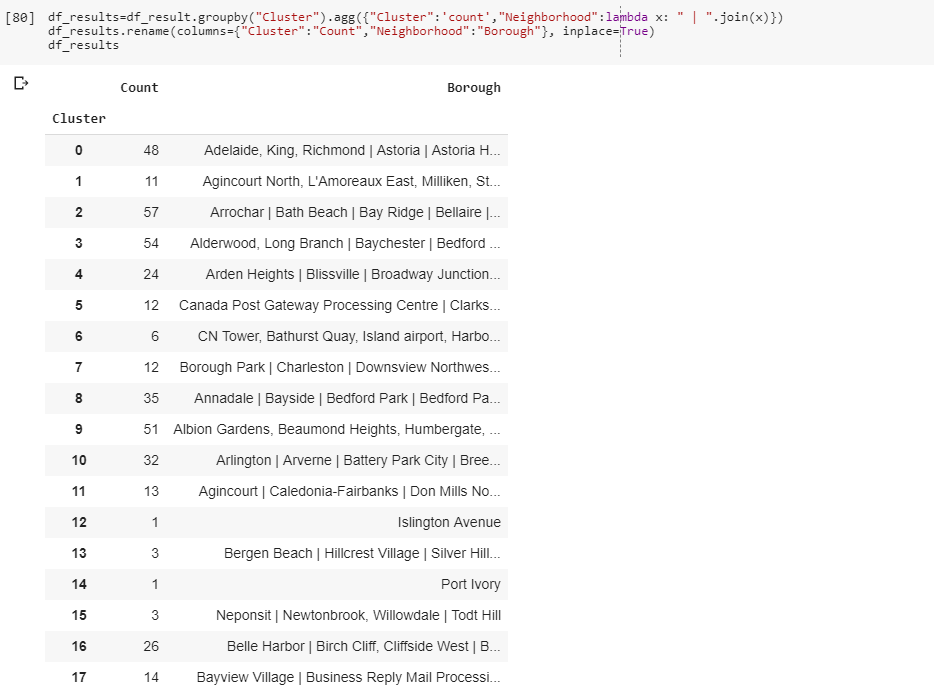 [80] df_results=df_result.groupby("Cluster").agg({"Cluster":'count',"Neighborhood":lambda x: " | ".join(x)})
df_results.rename(columns={"Cluster":"Count","Neighborhood":"Borough"}, inplace=True)
df_results
Count Borough
Cluster
0 48 Adelaide, King, Richmond | Astoria | Astoria H...
1 11 Agincourt North, L'Amoreaux East, Milliken, St...
2 57 Arrochar | Bath Beach | Bay Ridge | Bellaire |...
3 54 Alderwood, Long Branch | Baychester | Bedford ...
4 24 Arden Heights | Blissville | Broadway Junction...
5 12 Canada Post Gateway Processing Centre | Clarks...
6 6 CN Tower, Bathurst Quay, Island airport, Harbo...
7 12 Borough Park | Charleston | Downsview Northwes...
8 35 Annadale | Bayside | Bedford Park | Bedford Pa...
9 51 Albion Gardens, Beaumond Heights, Humbergate, ...
10 32 Arlington | Arverne | Battery Park City | Bree...
11 13 Agincourt | Caledonia-Fairbanks | Don Mills No...
12 1 Islington Avenue
13 3 Bergen Beach | Hillcrest Village | Silver Hill...
14 1 Port Ivory
15 3 Neponsit | Newtonbrook, Willowdale | Todt Hill
16 26 Belle Harbor | Birch Cliff, Cliffside West | B...
17 14 Bayview Village | Business Reply Mail Processi...